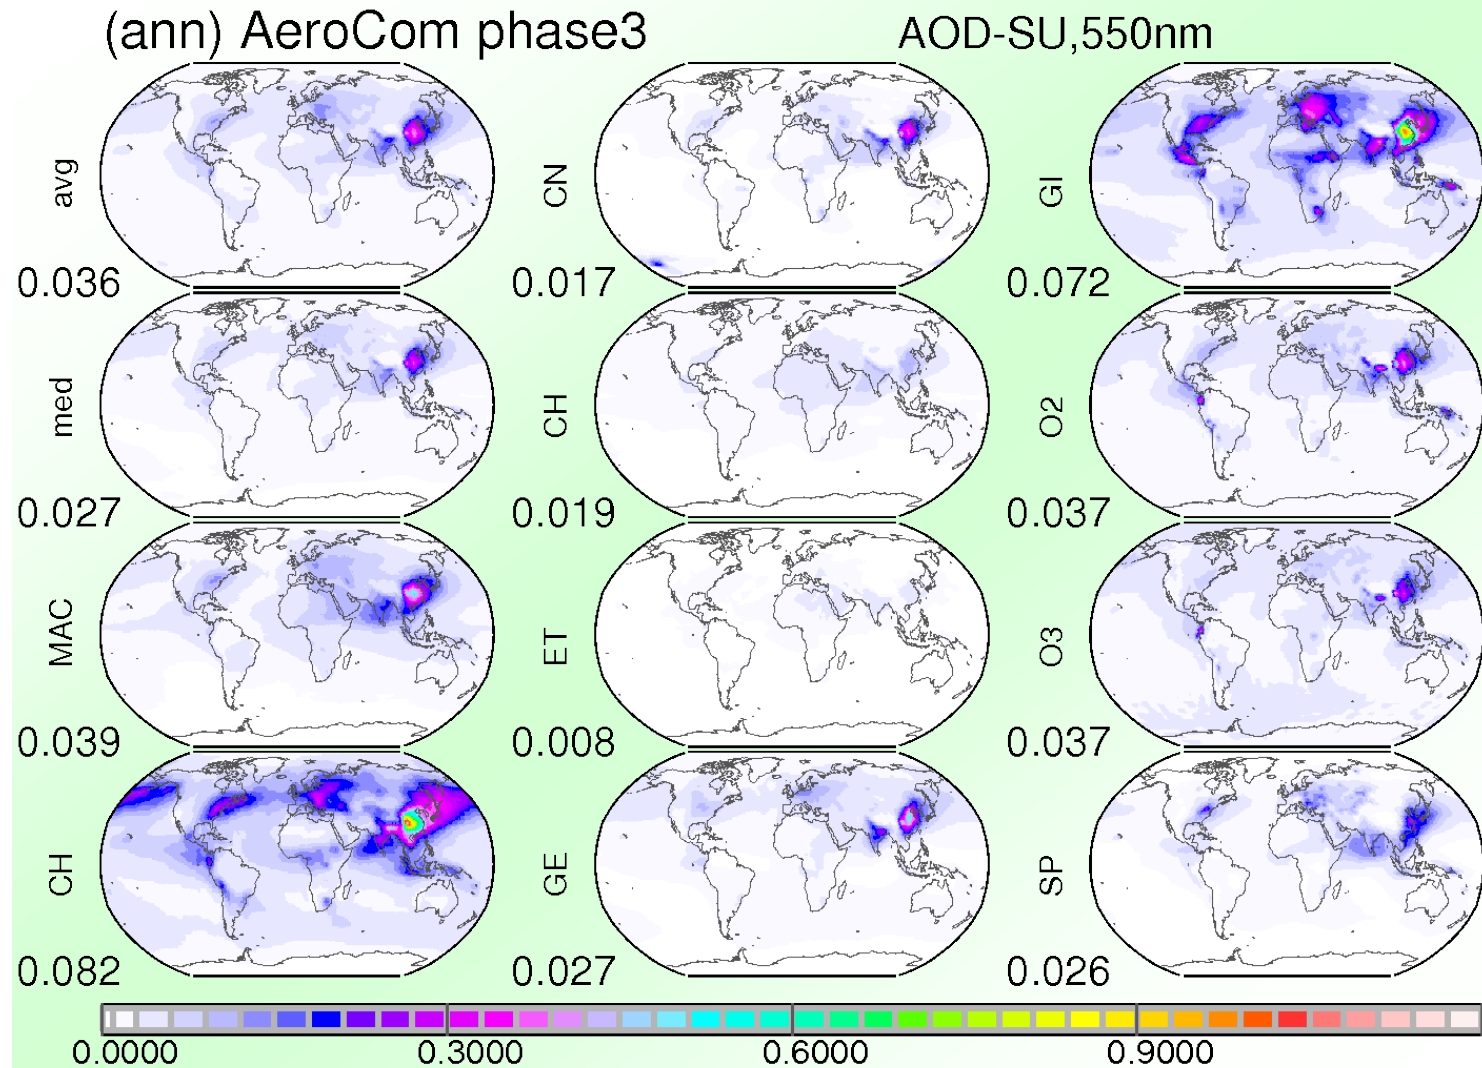 (ann) AeroCom phase3
AOD-SU,550nm
avg
0.036
CN
0.017
GI
0.072
med
0.027
CH
0.019
O2
0.037
MAC
0.039
ET
0.008
O3
0.037
CH
0.082
GE
0.027
SP
0.026
0.0000 0.3000 0.6000 0.9000